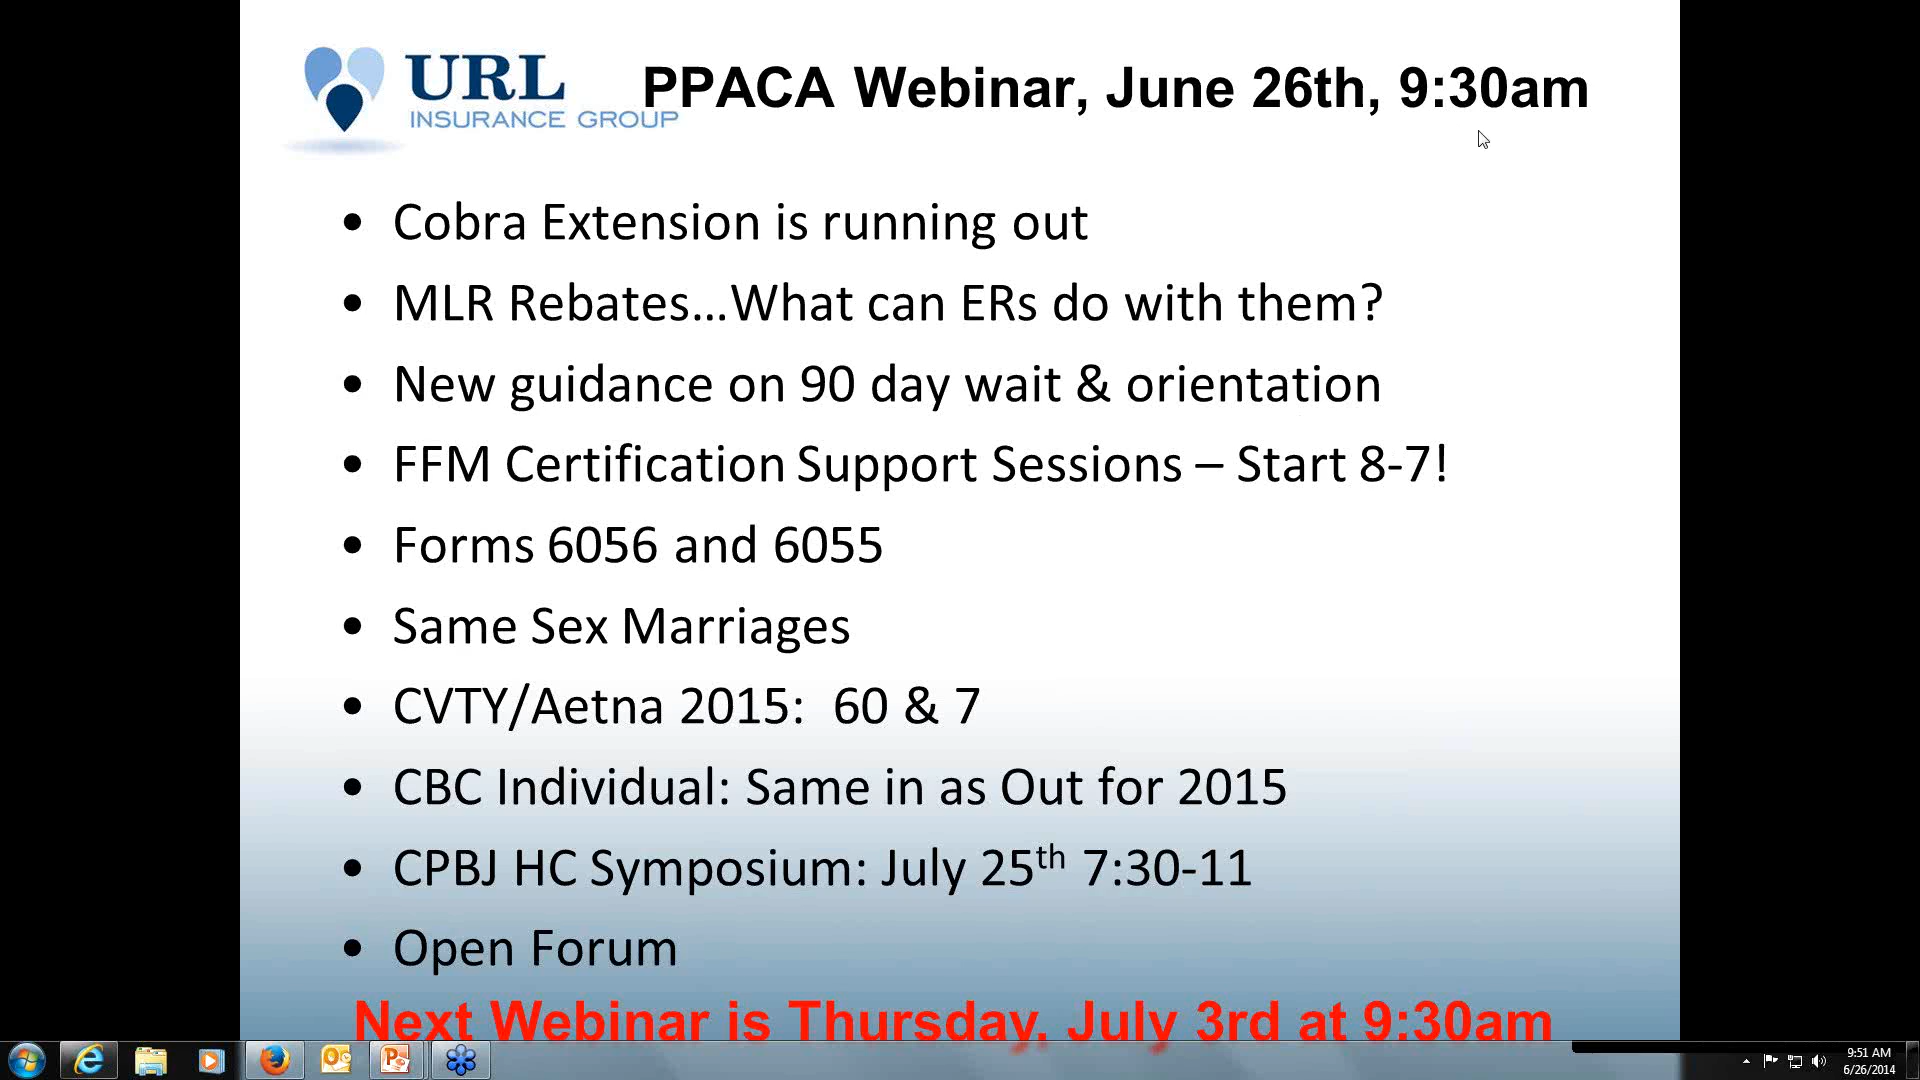 URL
INSURANCE GROUP
PPACA Webinar, June 26th, 9:30am
• Cobra Extension is running out
• MLR Rebates...What can ERs do with them?
• New guidance on 90 day wait & orientation
• FFM Certification Support Sessions – Start 8-7!
• Forms 6056 and 6055
• Same Sex Marriages
• CVTY/Aetna 2015:  60 & 7
• CBC Individual: Same in as Out for 2015
• CPBJ HC Symposium: July 25th 7:30-11
• Open Forum
Next Webinar is Thursday, July 3rd at 9:30am
9:51 AM
6/26/2014